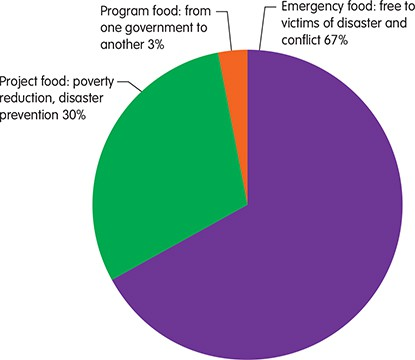 Program food: from
one government to
another 3%
Emergency food: free to
victims of disaster and
conflict 67%
Project food: poverty
reduction, disaster
prevention 30%